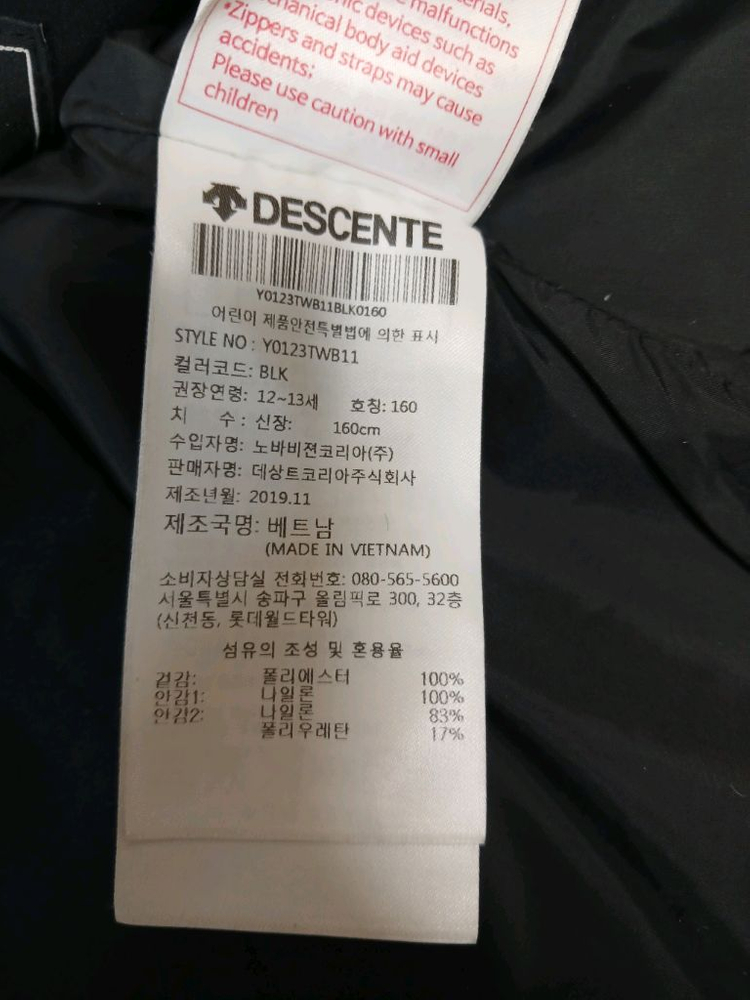 malfunctions
devices such as
body aid devices
*Zippers and straps may cause
accidents;
Please use caution with small
children
DESCENTE
Y0123TWB11BLK0160
어린이 제품안전특별법에 의한 표시
STYLE NO : Y0123TWB11
컬러코드: BLK
권장연령: 12~13세 호칭: 160
치 수 : 신장: 160cm
수입자명: 노바비젼코리아(주)
판매자명: 데상트코리아주식회사
제조년월: 2019.11
제조국명: 베트남
(MADE IN VIETNAM)
소비자상담실 전화번호: 080-565-5600
서울특별시 송파구 올림픽로 300, 32층
(신천동, 롯데월드타워)
섬유의 조성 및 혼용율
겉감: 폴리에스터 100%
안감1: 나일론 100%
안감2: 나일론 83%
폴리우레탄 17%